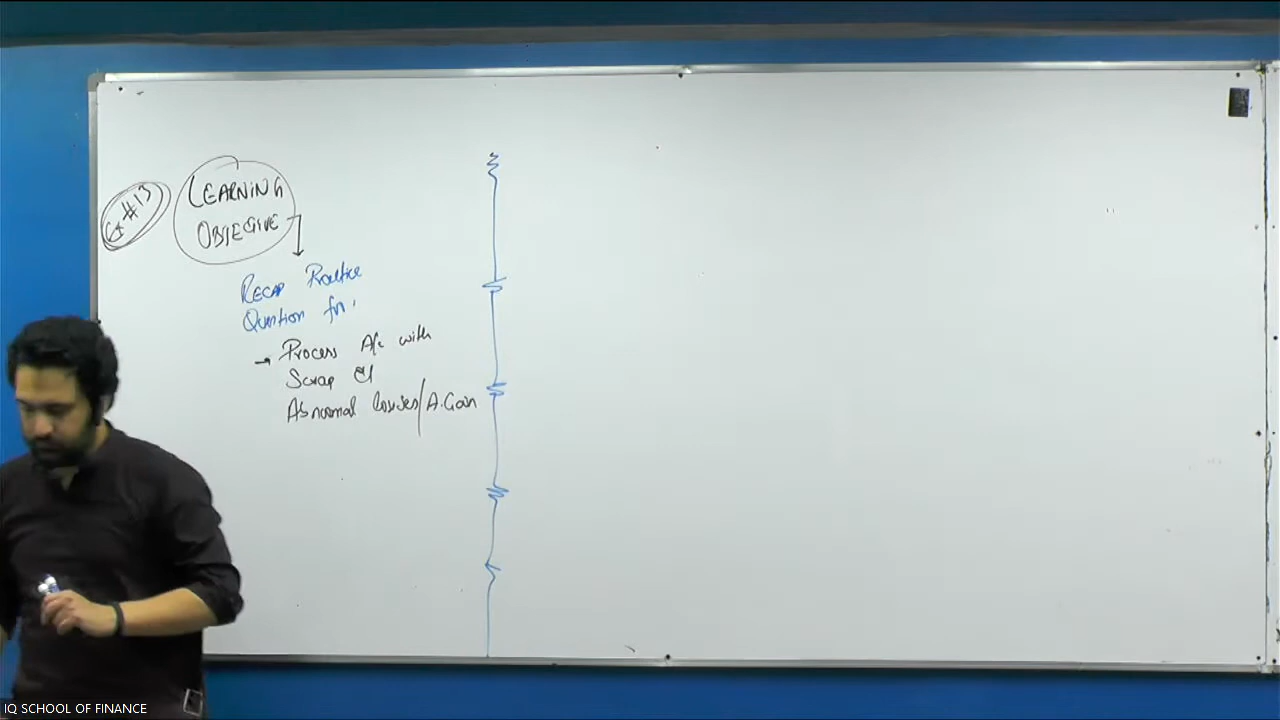 #13
LEARNING
OBJECTIVE
RECAP Practice
Question for
→ Process A/c with
Scrap &
Abnormal losses/A.Gain
IQ SCHOOL OF FINANCE